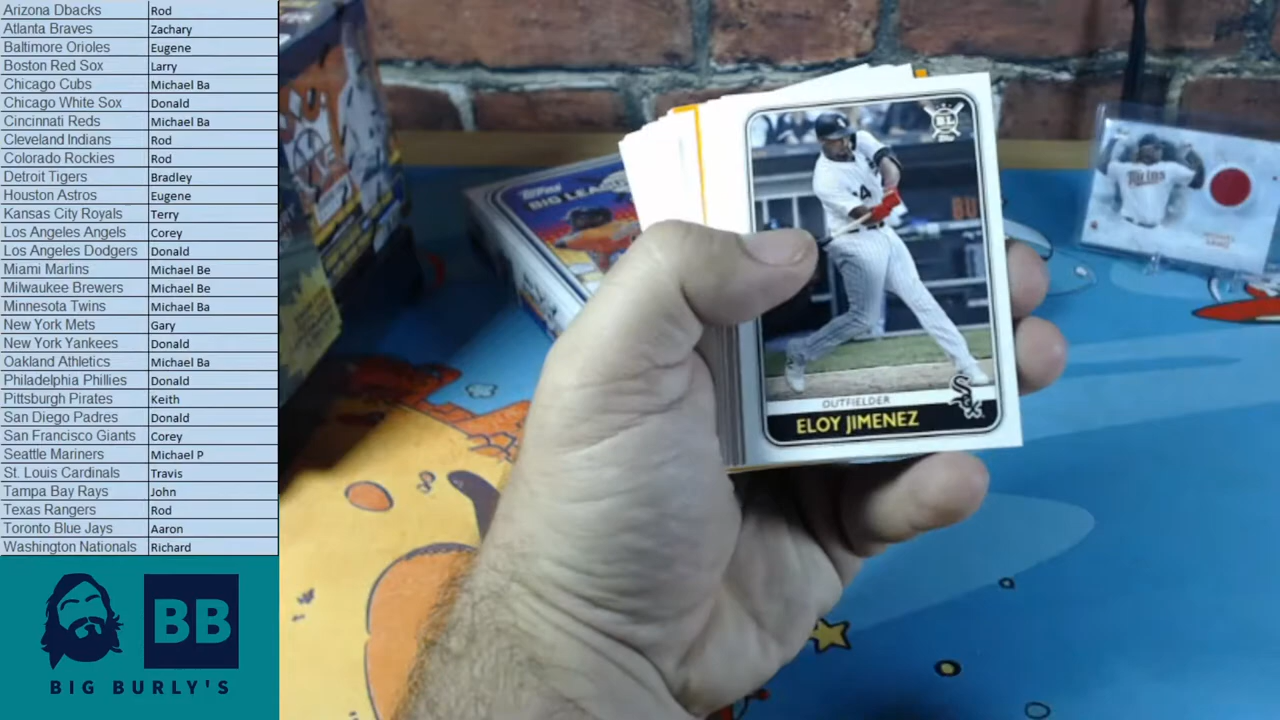 Arizona Dbacks Rod
Atlanta Braves Zachary
Baltimore Orioles Eugene
Boston Red Sox Larry
Chicago Cubs Michael Ba
Chicago White Sox Donald
Cincinnati Reds Michael Ba
Cleveland Indians Rod
Colorado Rockies Rod
Detroit Tigers Bradley
Houston Astros Eugene
Kansas City Royals Terry
Los Angeles Angels Corey
Los Angeles Dodgers Donald
Miami Marlins Michael Be
Milwaukee Brewers Michael Be
Minnesota Twins Michael Ba
New York Mets Gary
New York Yankees Donald
Oakland Athletics Michael Ba
Philadelphia Phillies Donald
Pittsburgh Pirates Keith
San Diego Padres Donald
San Francisco Giants Corey
Seattle Mariners Michael P
St. Louis Cardinals Travis
Tampa Bay Rays John
Texas Rangers Rod
Toronto Blue Jays Aaron
Washington Nationals Richard
BB
BIG BURLY'S
Topps
BIG LEA
BL
OUTFIELDER
ELOY JIMENEZ
SOX
Twins